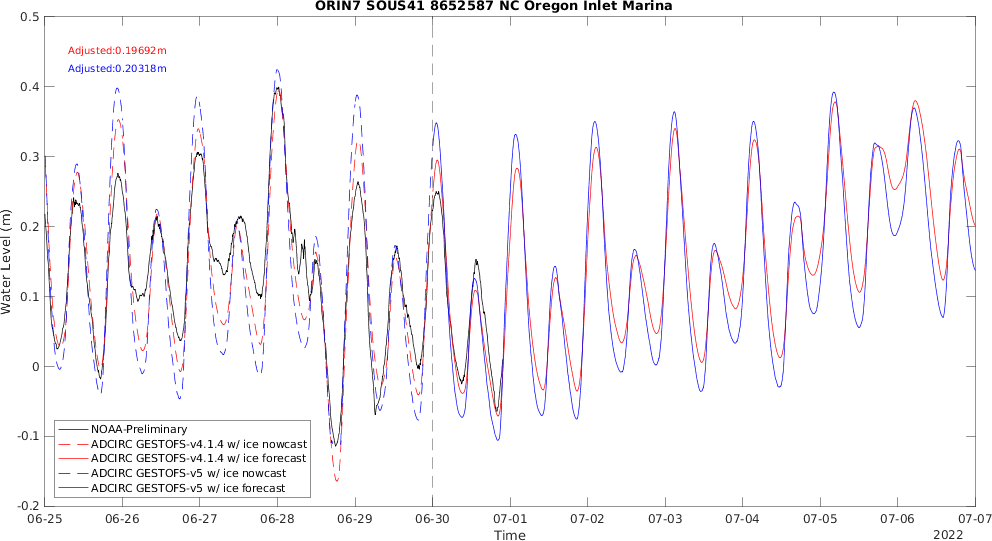 ORIN7 SOUS41 8652587 NC Oregon Inlet Marina
0.5
Adjusted:0.19692m
Adjusted:0.20318m
0.4
0.3
0.2
0.1
0
-0.1
-0.2
Water Level (m)
NOAA-Preliminary
ADCIRC GESTOFS-v4.1.4 w/ ice nowcast
ADCIRC GESTOFS-v4.1.4 w/ ice forecast
ADCIRC GESTOFS-v5 w/ ice nowcast
ADCIRC GESTOFS-v5 w/ ice forecast
06-25 06-26 06-27 06-28 06-29 06-30 07-01 07-02 07-03 07-04 07-05 07-06 07-07
Time
2022